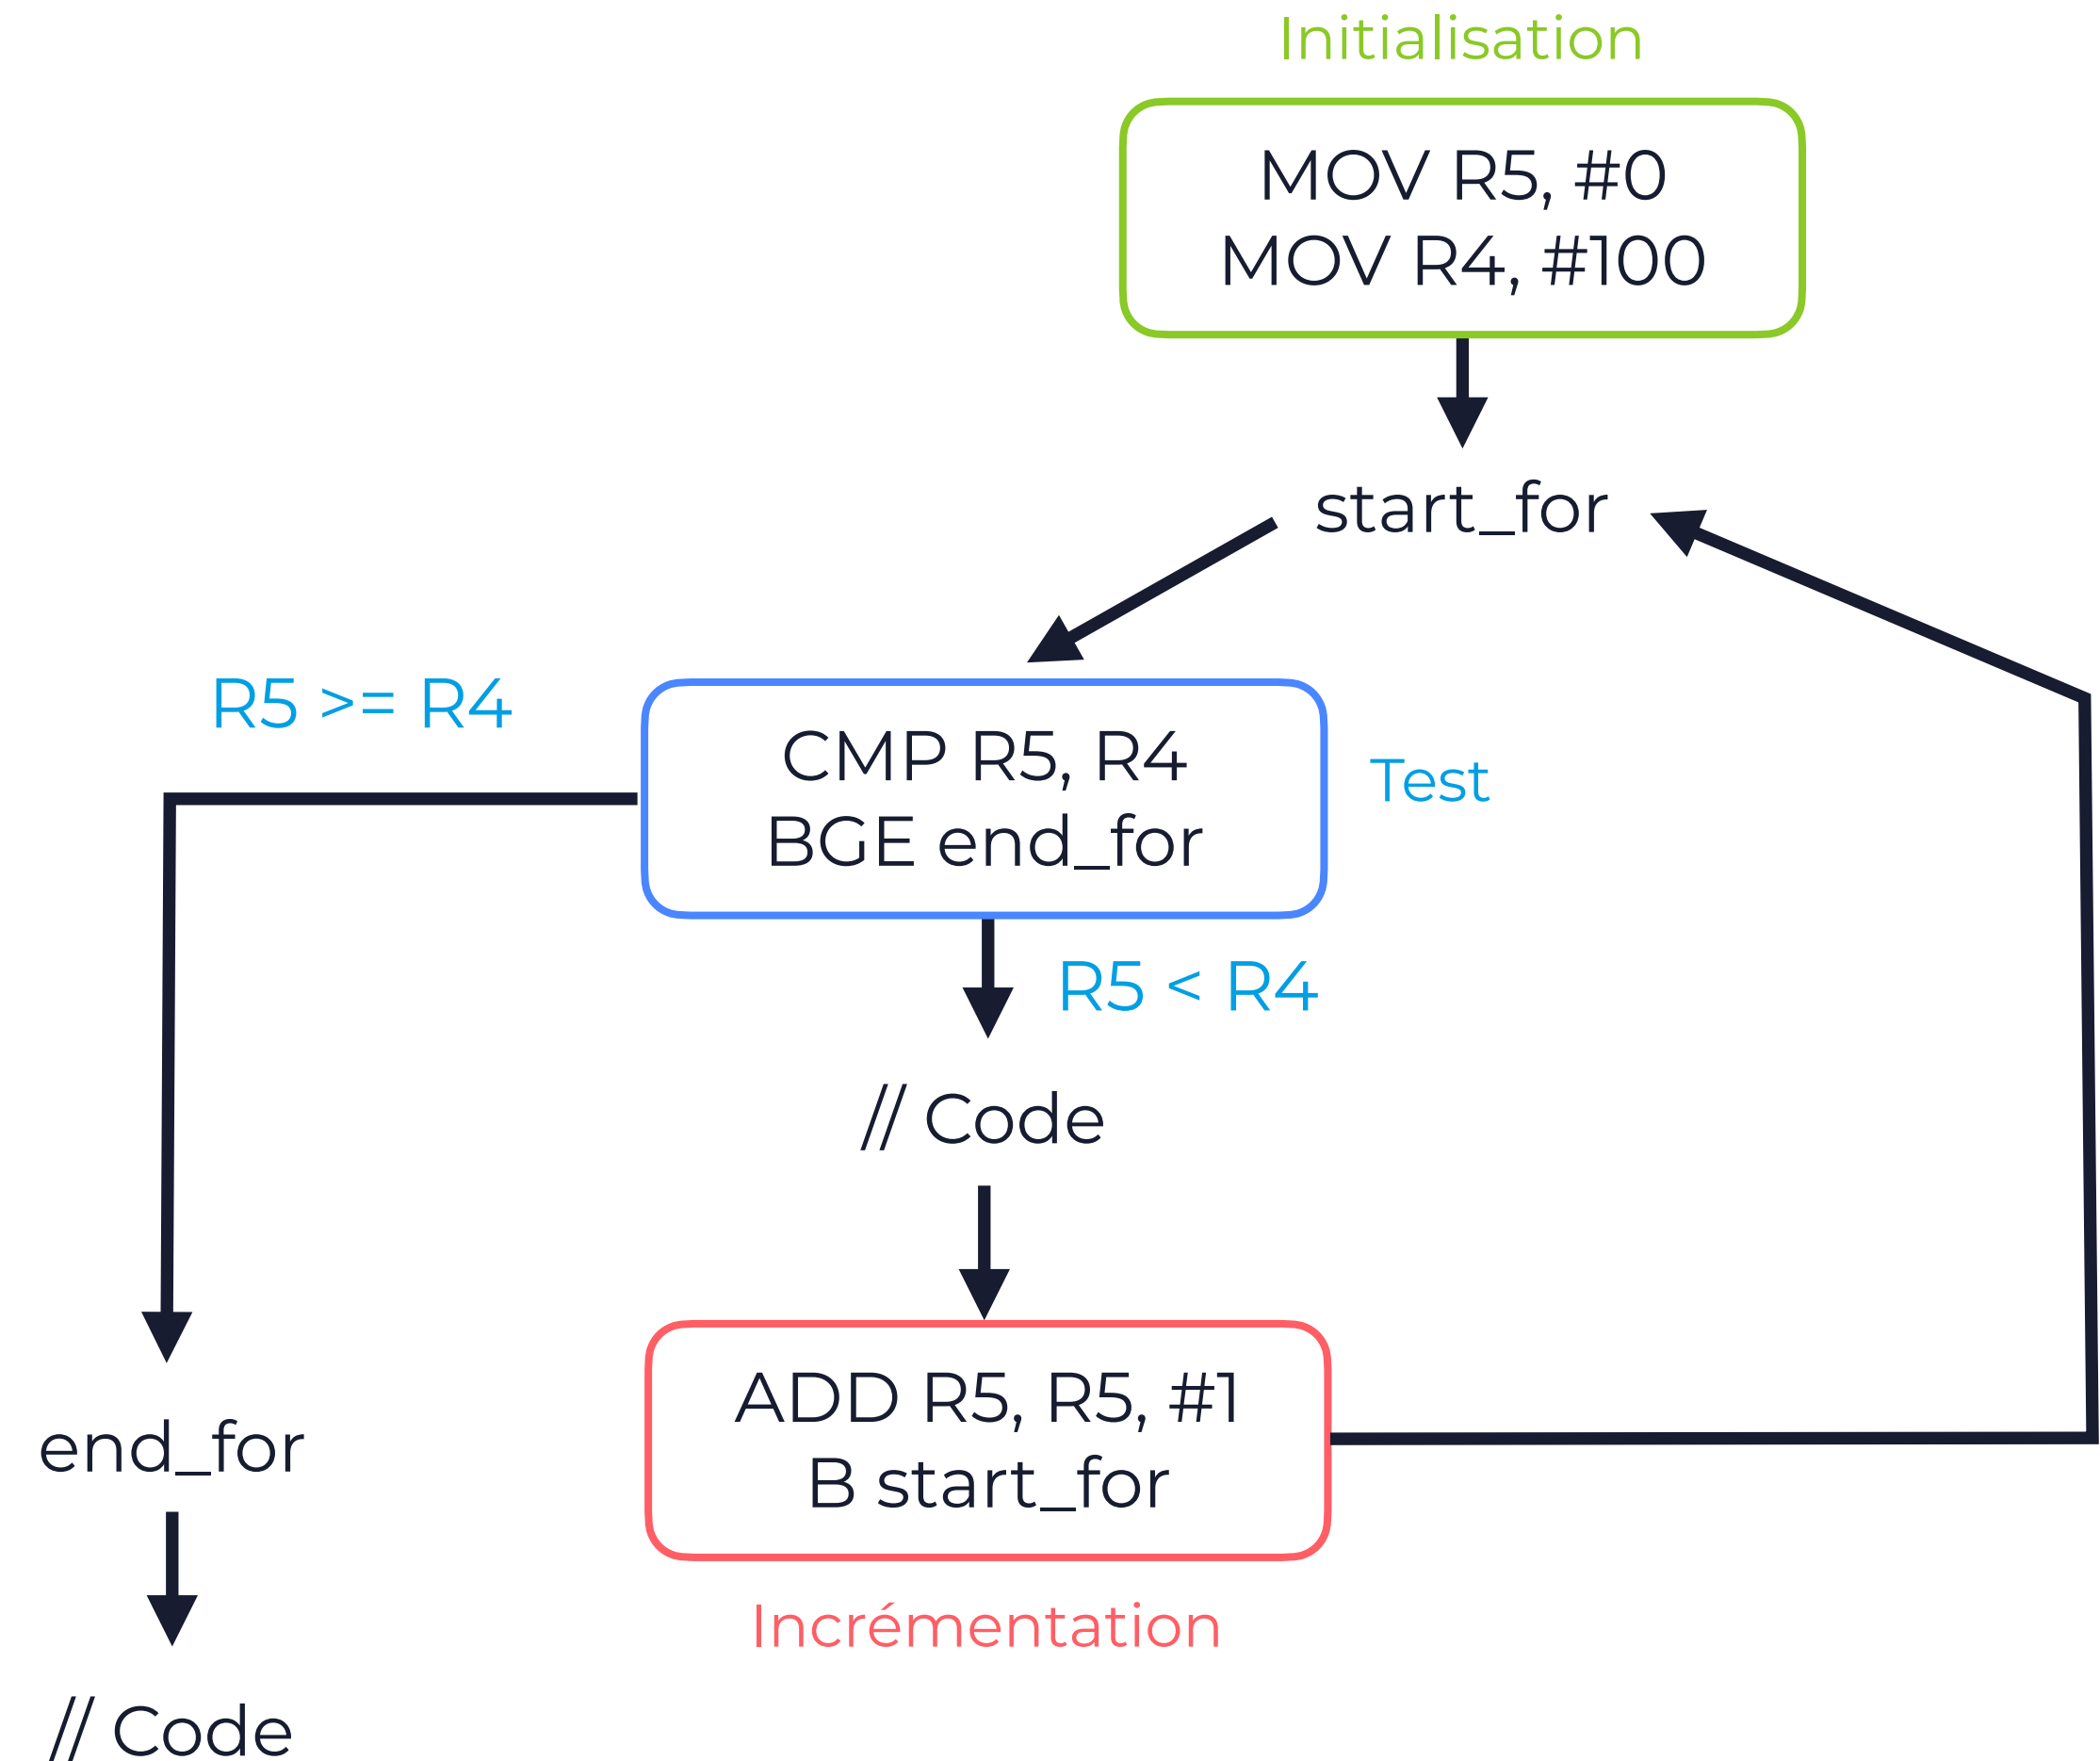 Initialisation
MOV R5, #0
MOV R4, #100
start_for
R5 >= R4
CMP R5, R4
BGE end_for
Test
R5 < R4
// Code
ADD R5, R5, #1
B start_for
Incrémentation
end_for
// Code